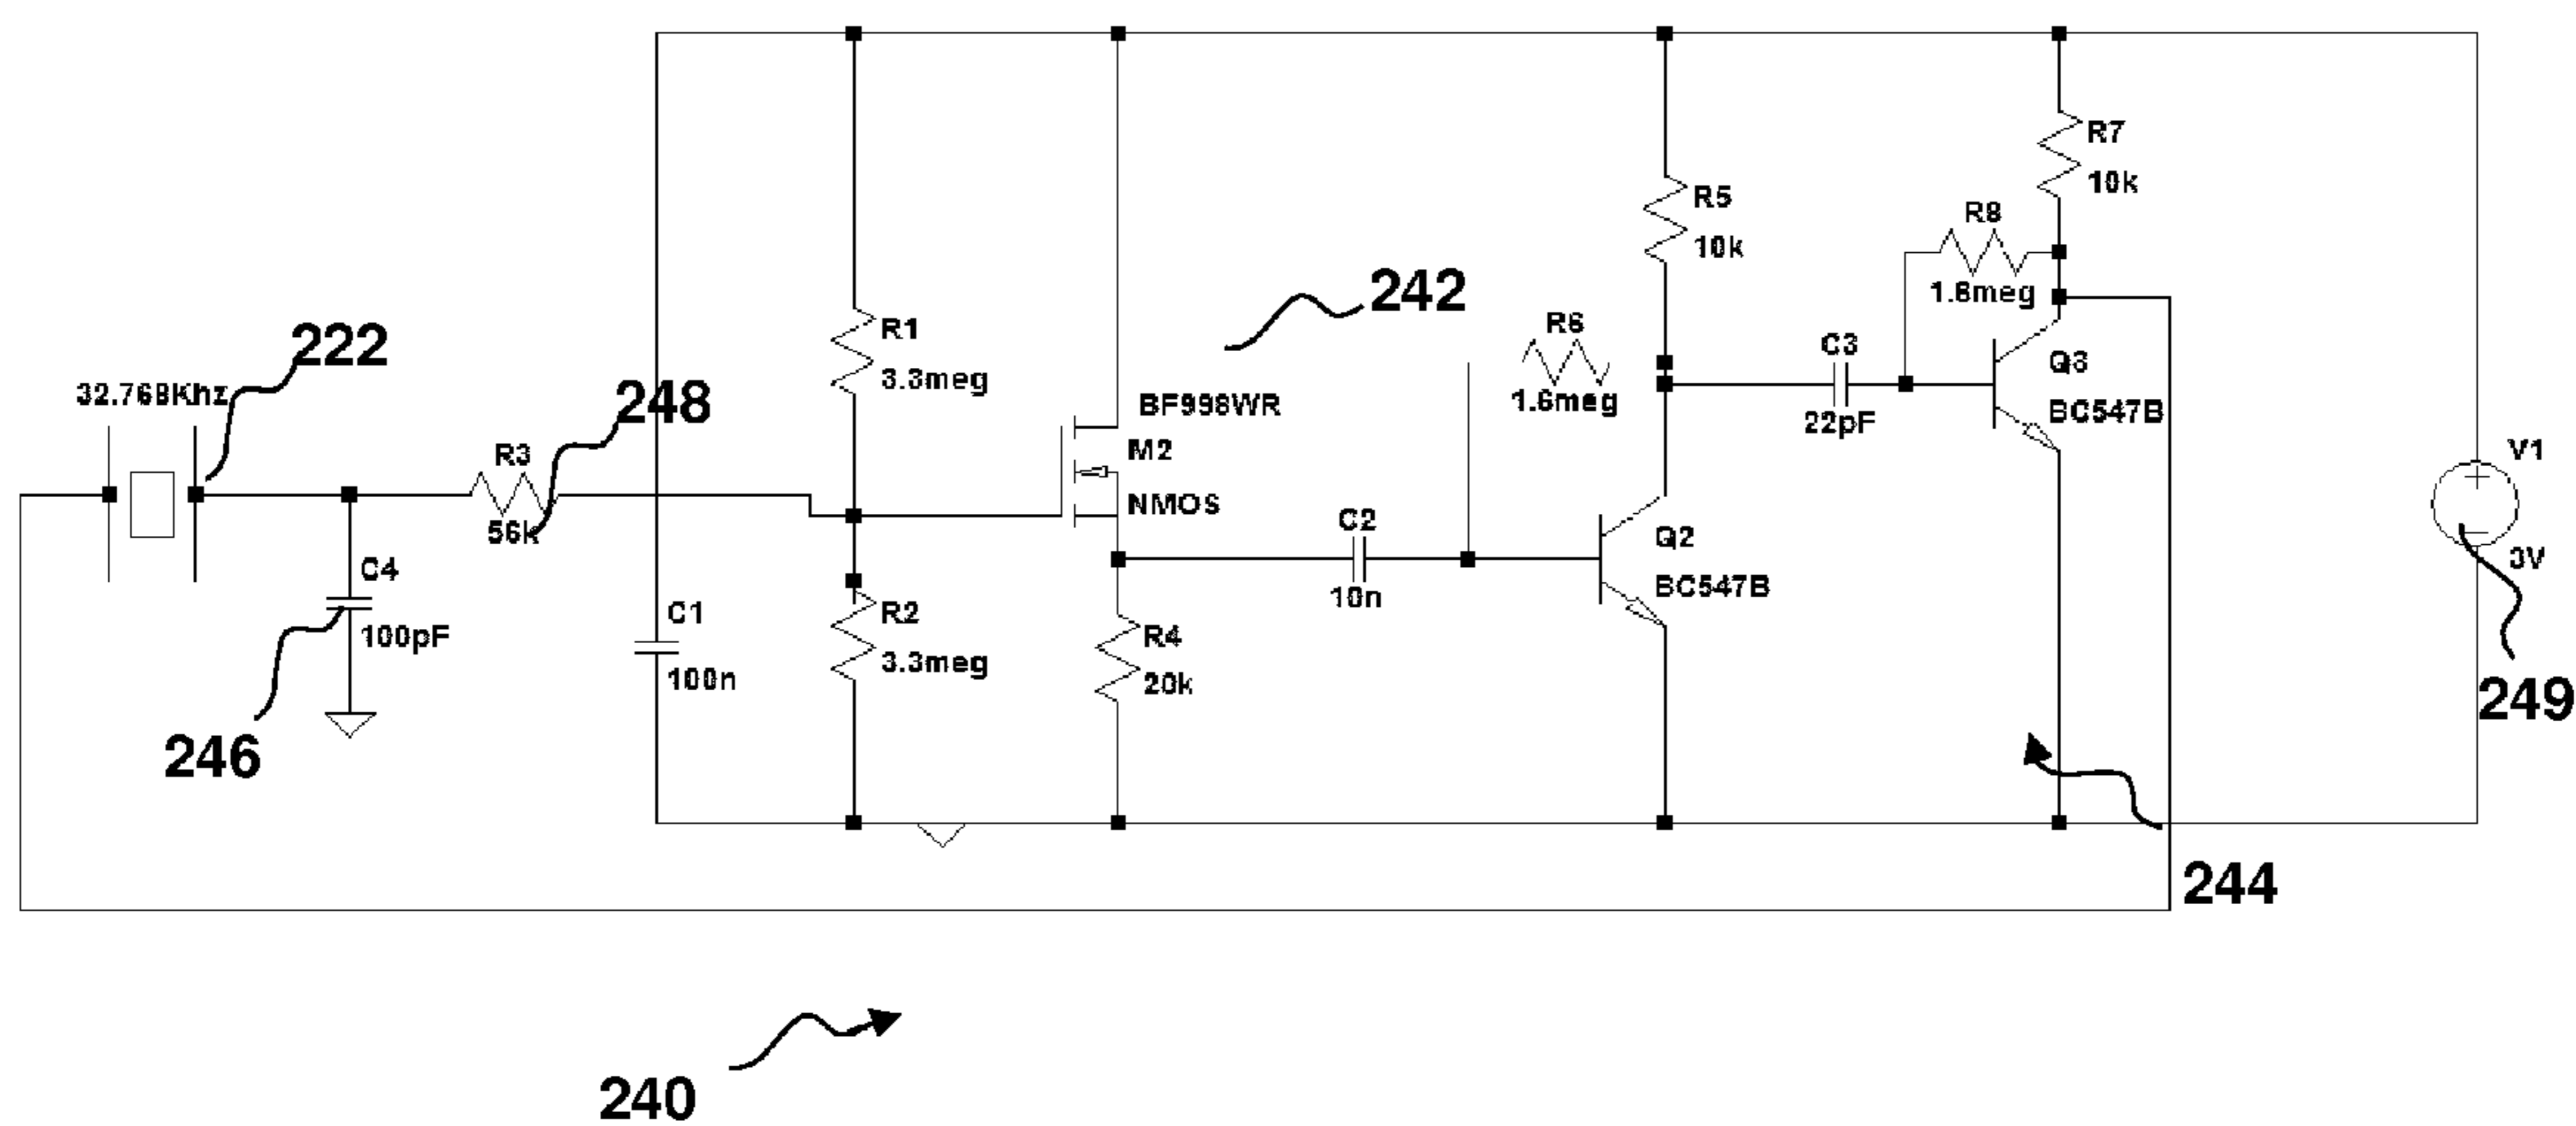 R7
10k
R5
10k
R8
1.8meg
242
R6
1.6meg
C3
22pF
Q3
BC547B
222
32.768Khz
248
R1
3.3meg
BF998WR
M2
NMOS
R3
56k
V1
3V
C2
10n
Q2
BC547B
C4
100pF
C1
100n
R2
3.3meg
R4
20k
246
249
244
240